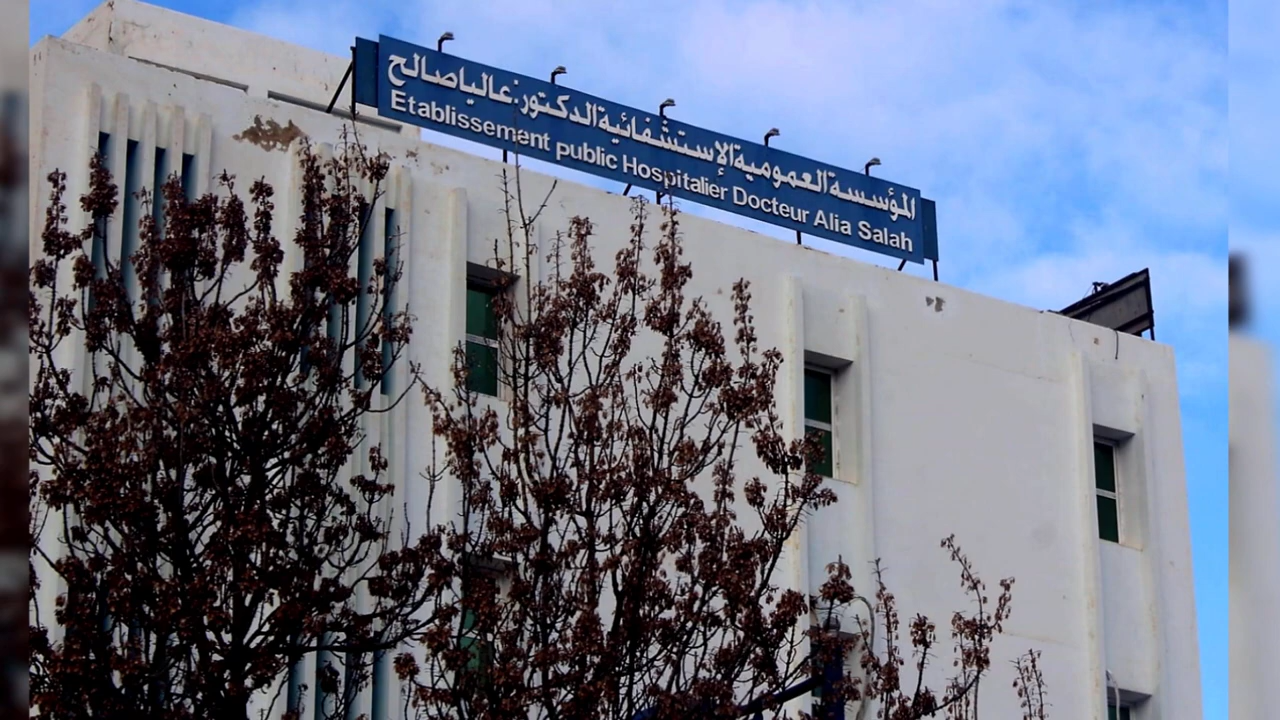 المؤسسة العمومية الإستشفائية الدكتور: عاليا صالح
Etablissement public Hospitalier Docteur Alia Salah